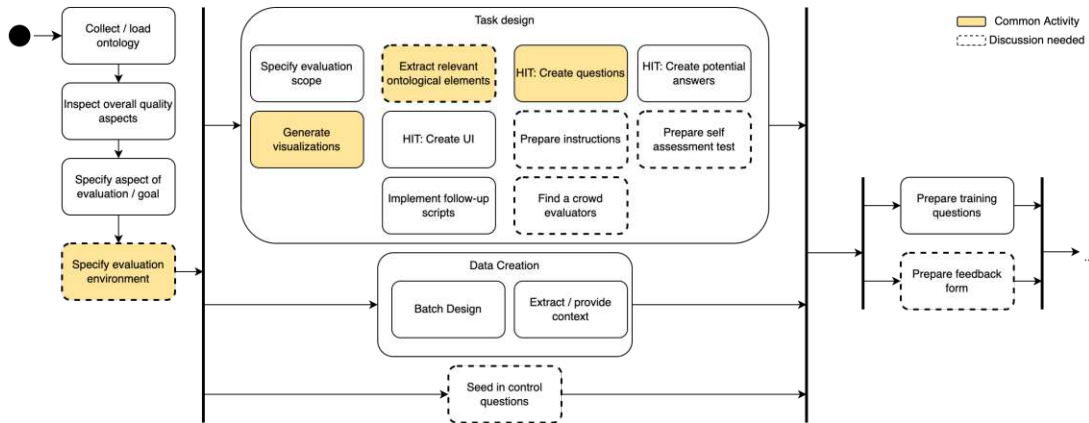 Collect / load
ontology
Inspect overall quality
aspects
Specify aspect of
evaluation / goal
Specify evaluation
environment
Task design
Specify evaluation
scope
Extract relevant
ontological elements
HIT: Create questions
HIT: Create potential
answers
Generate
visualizations
HIT: Create UI
Prepare instructions
Prepare self
assessment test
Implement follow-up
scripts
Find a crowd
evaluators
Data Creation
Batch Design
Extract / provide
context
Seed in control
questions
Common Activity
Discussion needed
Prepare training
questions
Prepare feedback
form
...